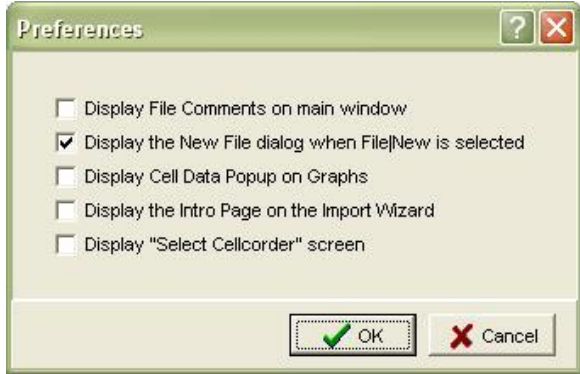 Preferences
Display File Comments on main window
Display the New File dialog when File|New is selected
Display Cell Data Popup on Graphs
Display the Intro Page on the Import Wizard
Display "Select Cellcorder" screen
OK Cancel